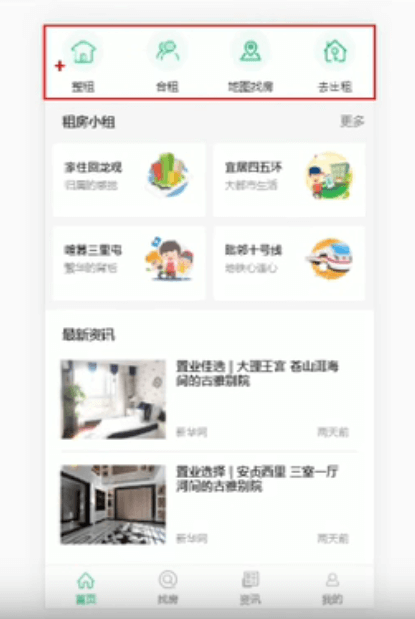 整租
合租
地图找房
去出租
租房小组
更多
家住回龙观
归属的感觉
宜居四五环
大都市生活
喧嚣三里屯
繁华的背后
比邻十号线
地铁心连心
最新资讯
置业佳选 | 大理王宫 苍山洱海
间的古雅别院
新华网
两天前
置业选择 | 安贞西里 三室一厅
河间的古雅别院
新华网
两天前
首页
找房
资讯
我的